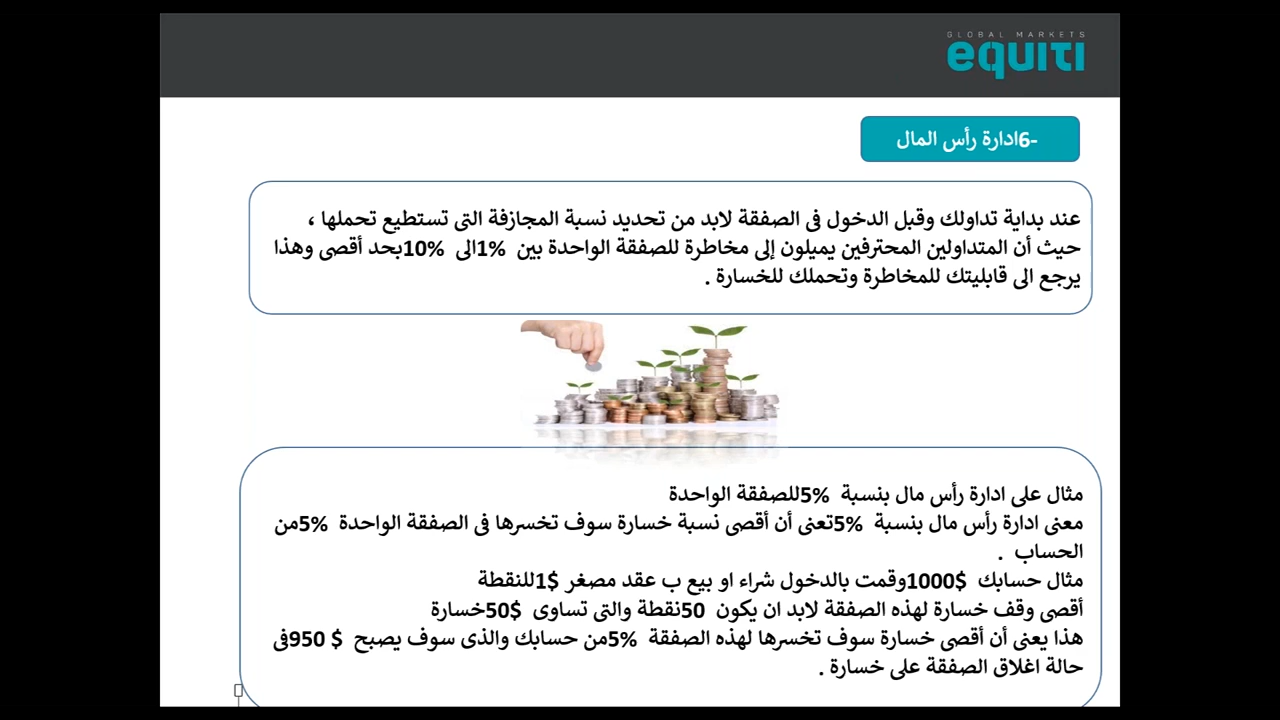 GLOBAL MARKETS
equiti
6-ادارة رأس المال
عند بداية تداولك وقبل الدخول فى الصفقة لابد من تحديد نسبة المجازفة التى تستطيع تحملها ،
حيث أن المتداولين المحترفين يميلون إلى مخاطرة للصفقة الواحدة بين 1% الى 10% بحد أقصى وهذا
يرجع الى قابليتك للمخاطرة وتحملك للخسارة .
مثال على ادارة رأس مال بنسبة 5% للصفقة الواحدة
معنى ادارة رأس مال بنسبة 5% تعنى أن أقصى نسبة خسارة سوف تخسرها فى الصفقة الواحدة 5% من
الحساب .
مثال حسابك 1000$ وقمت بالدخول شراء او بيع ب عقد مصغر 1$ للنقطة
أقصى وقف خسارة لهذه الصفقة لابد ان يكون 50 نقطة والتى تساوى 50$ خسارة
هذا يعنى أن أقصى خسارة سوف تخسرها لهذه الصفقة 5% من حسابك والذى سوف يصبح 950 $ فى
حالة اغلاق الصفقة على خسارة .